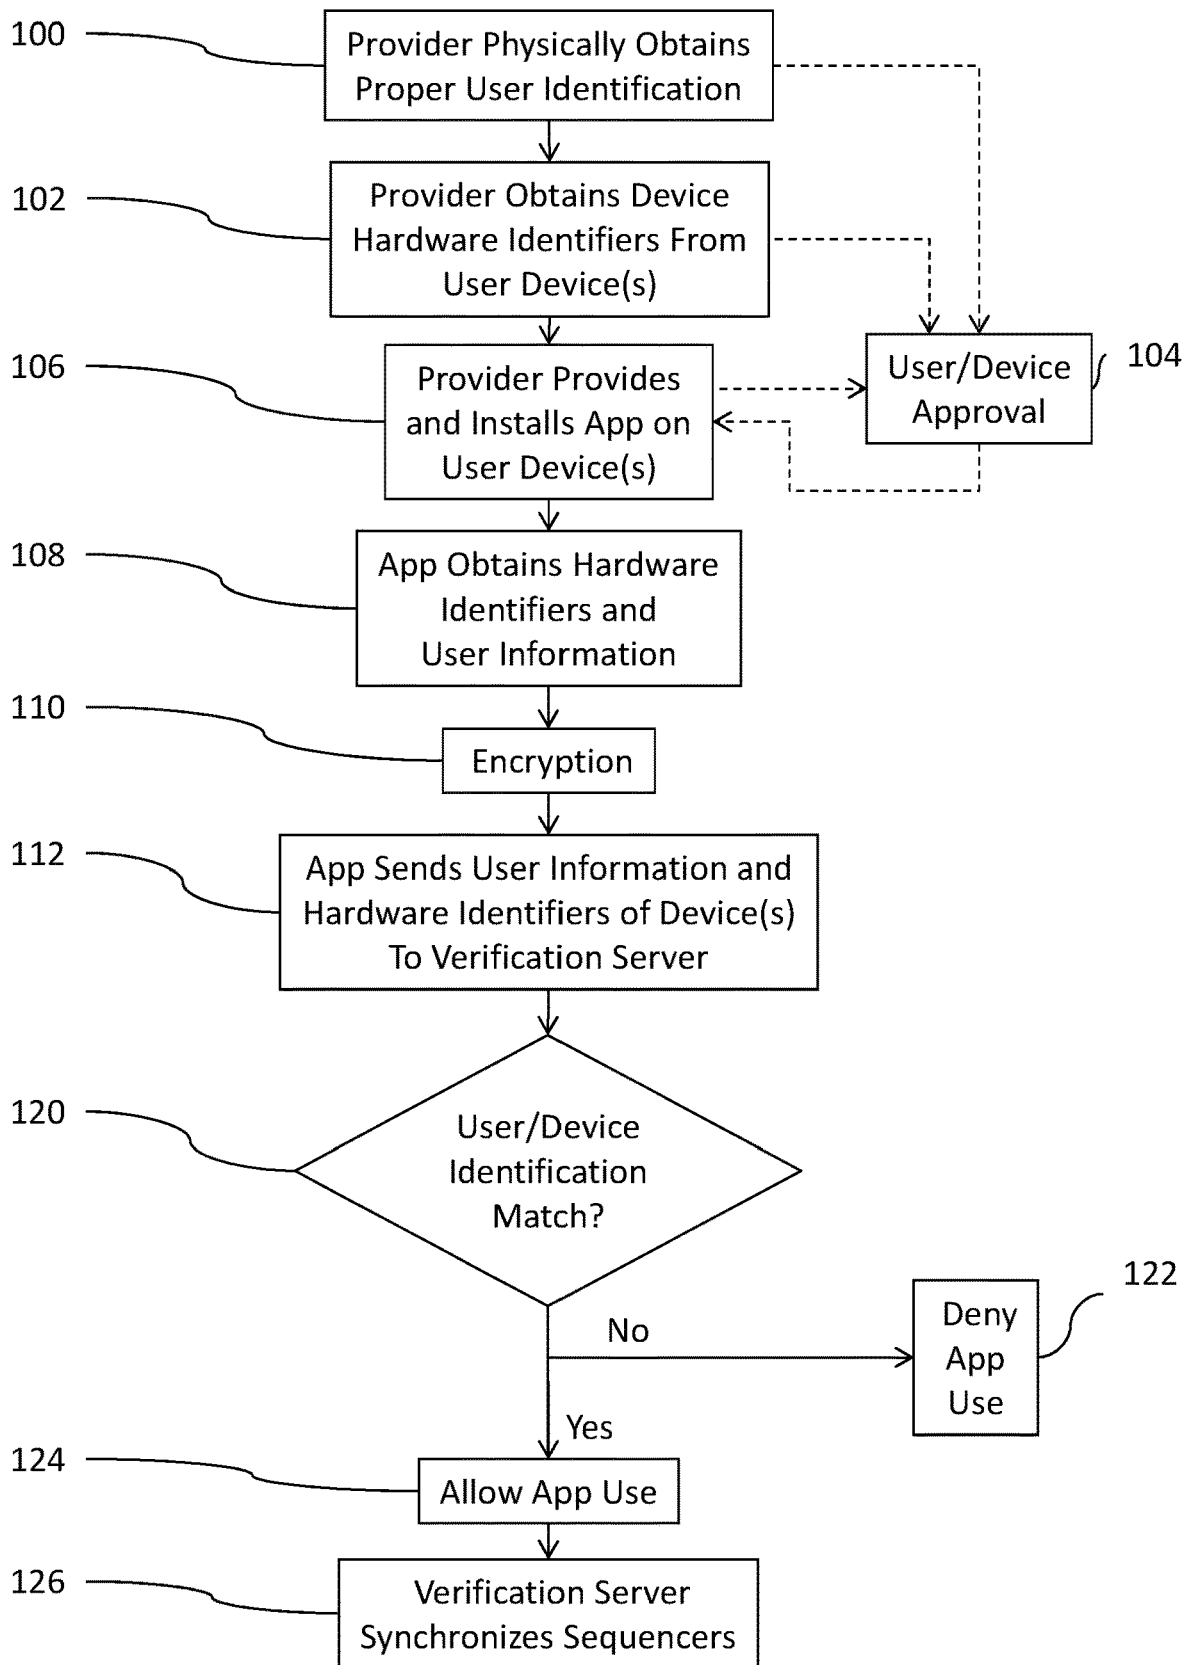 100
Provider Physically Obtains
Proper User Identification
102
Provider Obtains Device
Hardware Identifiers From
User Device(s)
106
Provider Provides
and Installs App on
User Device(s)
User/Device
Approval
104
108
App Obtains Hardware
Identifiers and
User Information
110
Encryption
112
App Sends User Information and
Hardware Identifiers of Device(s)
To Verification Server
120
User/Device
Identification
Match?
No
Deny
App
Use
122
Yes
124
Allow App Use
126
Verification Server
Synchronizes Sequencers